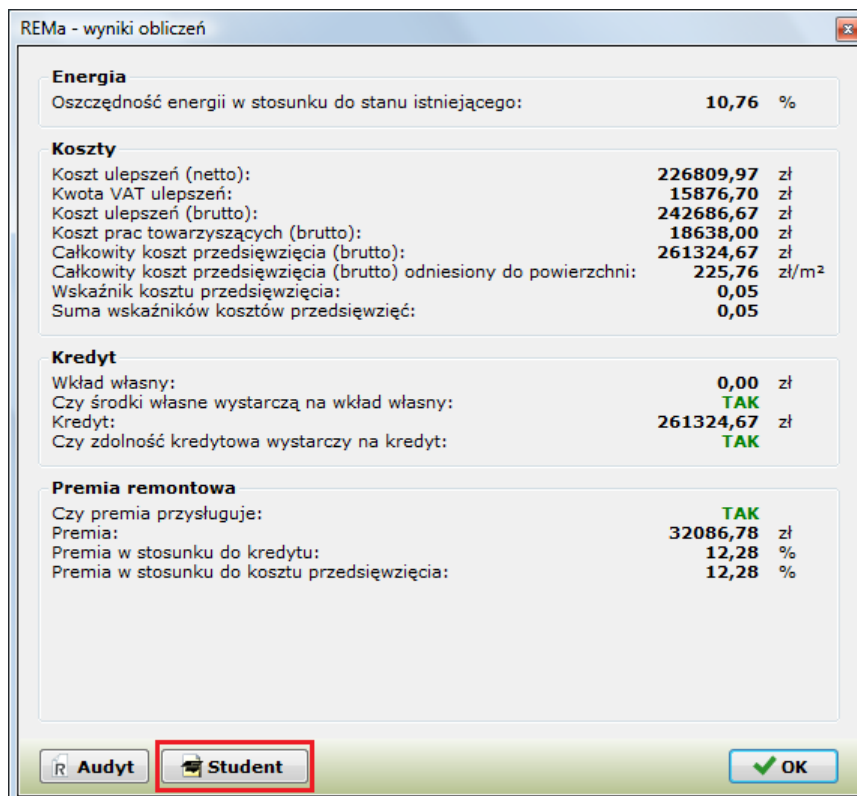 REMa - wyniki obliczeń
Energia
Oszczędność energii w stosunku do stanu istniejącego: 10,76 %
Koszty
Koszt ulepszeń (netto): 226809,97 zł
Kwota VAT ulepszeń: 15876,70 zł
Koszt ulepszeń (brutto): 242686,67 zł
Koszt prac towarzyszących (brutto): 18638,00 zł
Całkowity koszt przedsięwzięcia (brutto): 261324,67 zł
Całkowity koszt przedsięwzięcia (brutto) odniesiony do powierzchni: 225,76 zł/m²
Wskaźnik kosztu przedsięwzięcia: 0,05
Suma wskaźników kosztów przedsięwzięć: 0,05
Kredyt
Wkład własny: 0,00 zł
Czy środki własne wystarczą na wkład własny: TAK
Kredyt: 261324,67 zł
Czy zdolność kredytowa wystarczy na kredyt: TAK
Premia remontowa
Czy premia przysługuje: TAK
Premia: 32086,78 zł
Premia w stosunku do kredytu: 12,28 %
Premia w stosunku do kosztu przedsięwzięcia: 12,28 %
R Audyt Student OK